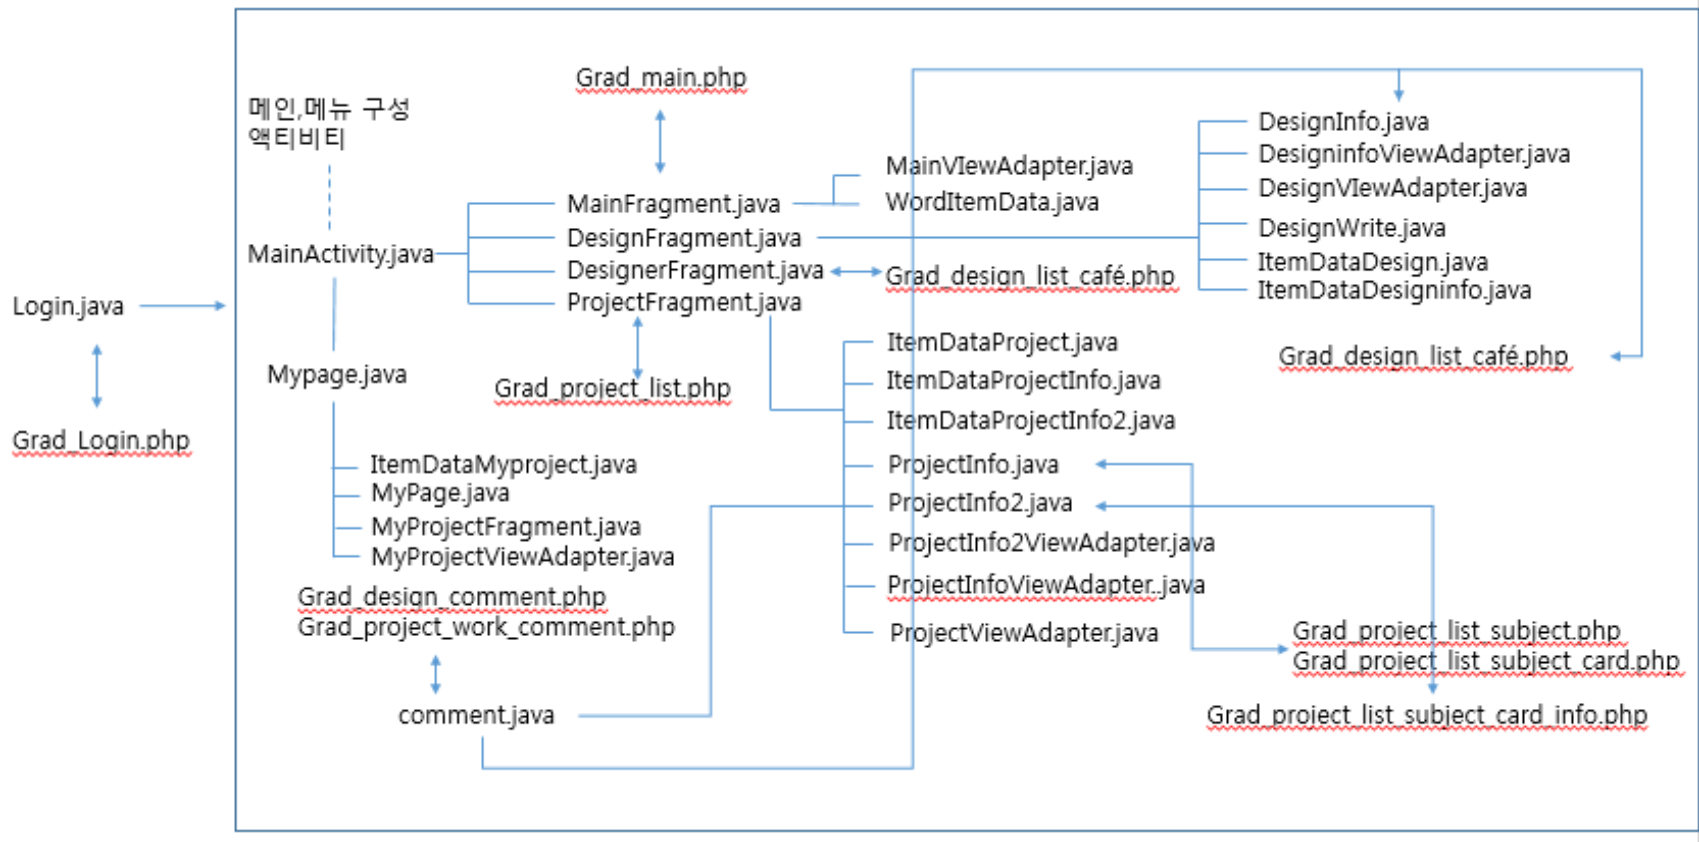 Login.java
Grad_Login.php
메인,메뉴 구성
액티비티
MainActivity.java
Mypage.java
ItemDataMyproject.java
MyPage.java
MyProjectFragment.java
MyProjectViewAdapter.java
Grad_design_comment.php
Grad_project_work_comment.php
comment.java
Grad_main.php
MainFragment.java
DesignFragment.java
DesignerFragment.java
ProjectFragment.java
Grad_project_list.php
MainVIewAdapter.java
WordItemData.java
Grad_design_list_café.php
ItemDataProject.java
ItemDataProjectInfo.java
ItemDataProjectInfo2.java
ProjectInfo.java
ProjectInfo2.java
ProjectInfo2ViewAdapter.java
ProjectInfoViewAdapter..java
ProjectViewAdapter.java
DesignInfo.java
DesigninfoViewAdapter.java
DesignVIewAdapter.java
DesignWrite.java
ItemDataDesign.java
ItemDataDesigninfo.java
Grad_design_list_café.php
Grad_project_list_subject.php
Grad_project_list_subject_card.php
Grad_project_list_subject_card_info.php